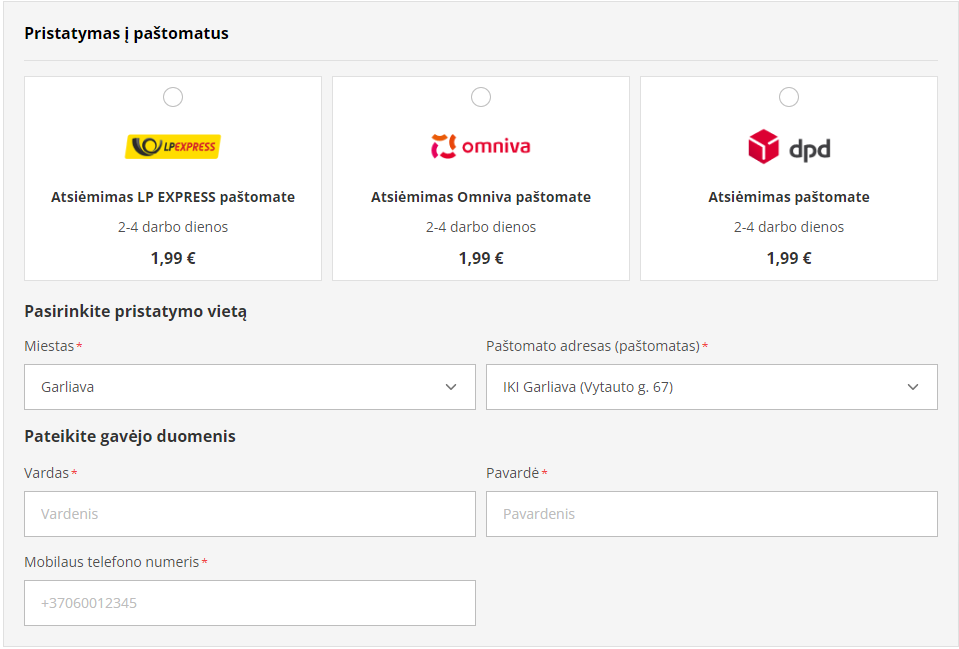 Pristatymas į paštomatus
LPEXPRESS
omniva
dpd
Atsiėmimas LP EXPRESS paštomate
Atsiėmimas Omniva paštomate
Atsiėmimas paštomate
2-4 darbo dienos
2-4 darbo dienos
2-4 darbo dienos
1,99 €
1,99 €
1,99 €
Pasirinkite pristatymo vietą
Miestas*
Paštomato adresas (paštomatas)*
Garliava
IKI Garliava (Vytauto g. 67)
Pateikite gavėjo duomenis
Vardas*
Pavardė*
Vardenis
Pavardenis
Mobilaus telefono numeris*
+37060012345